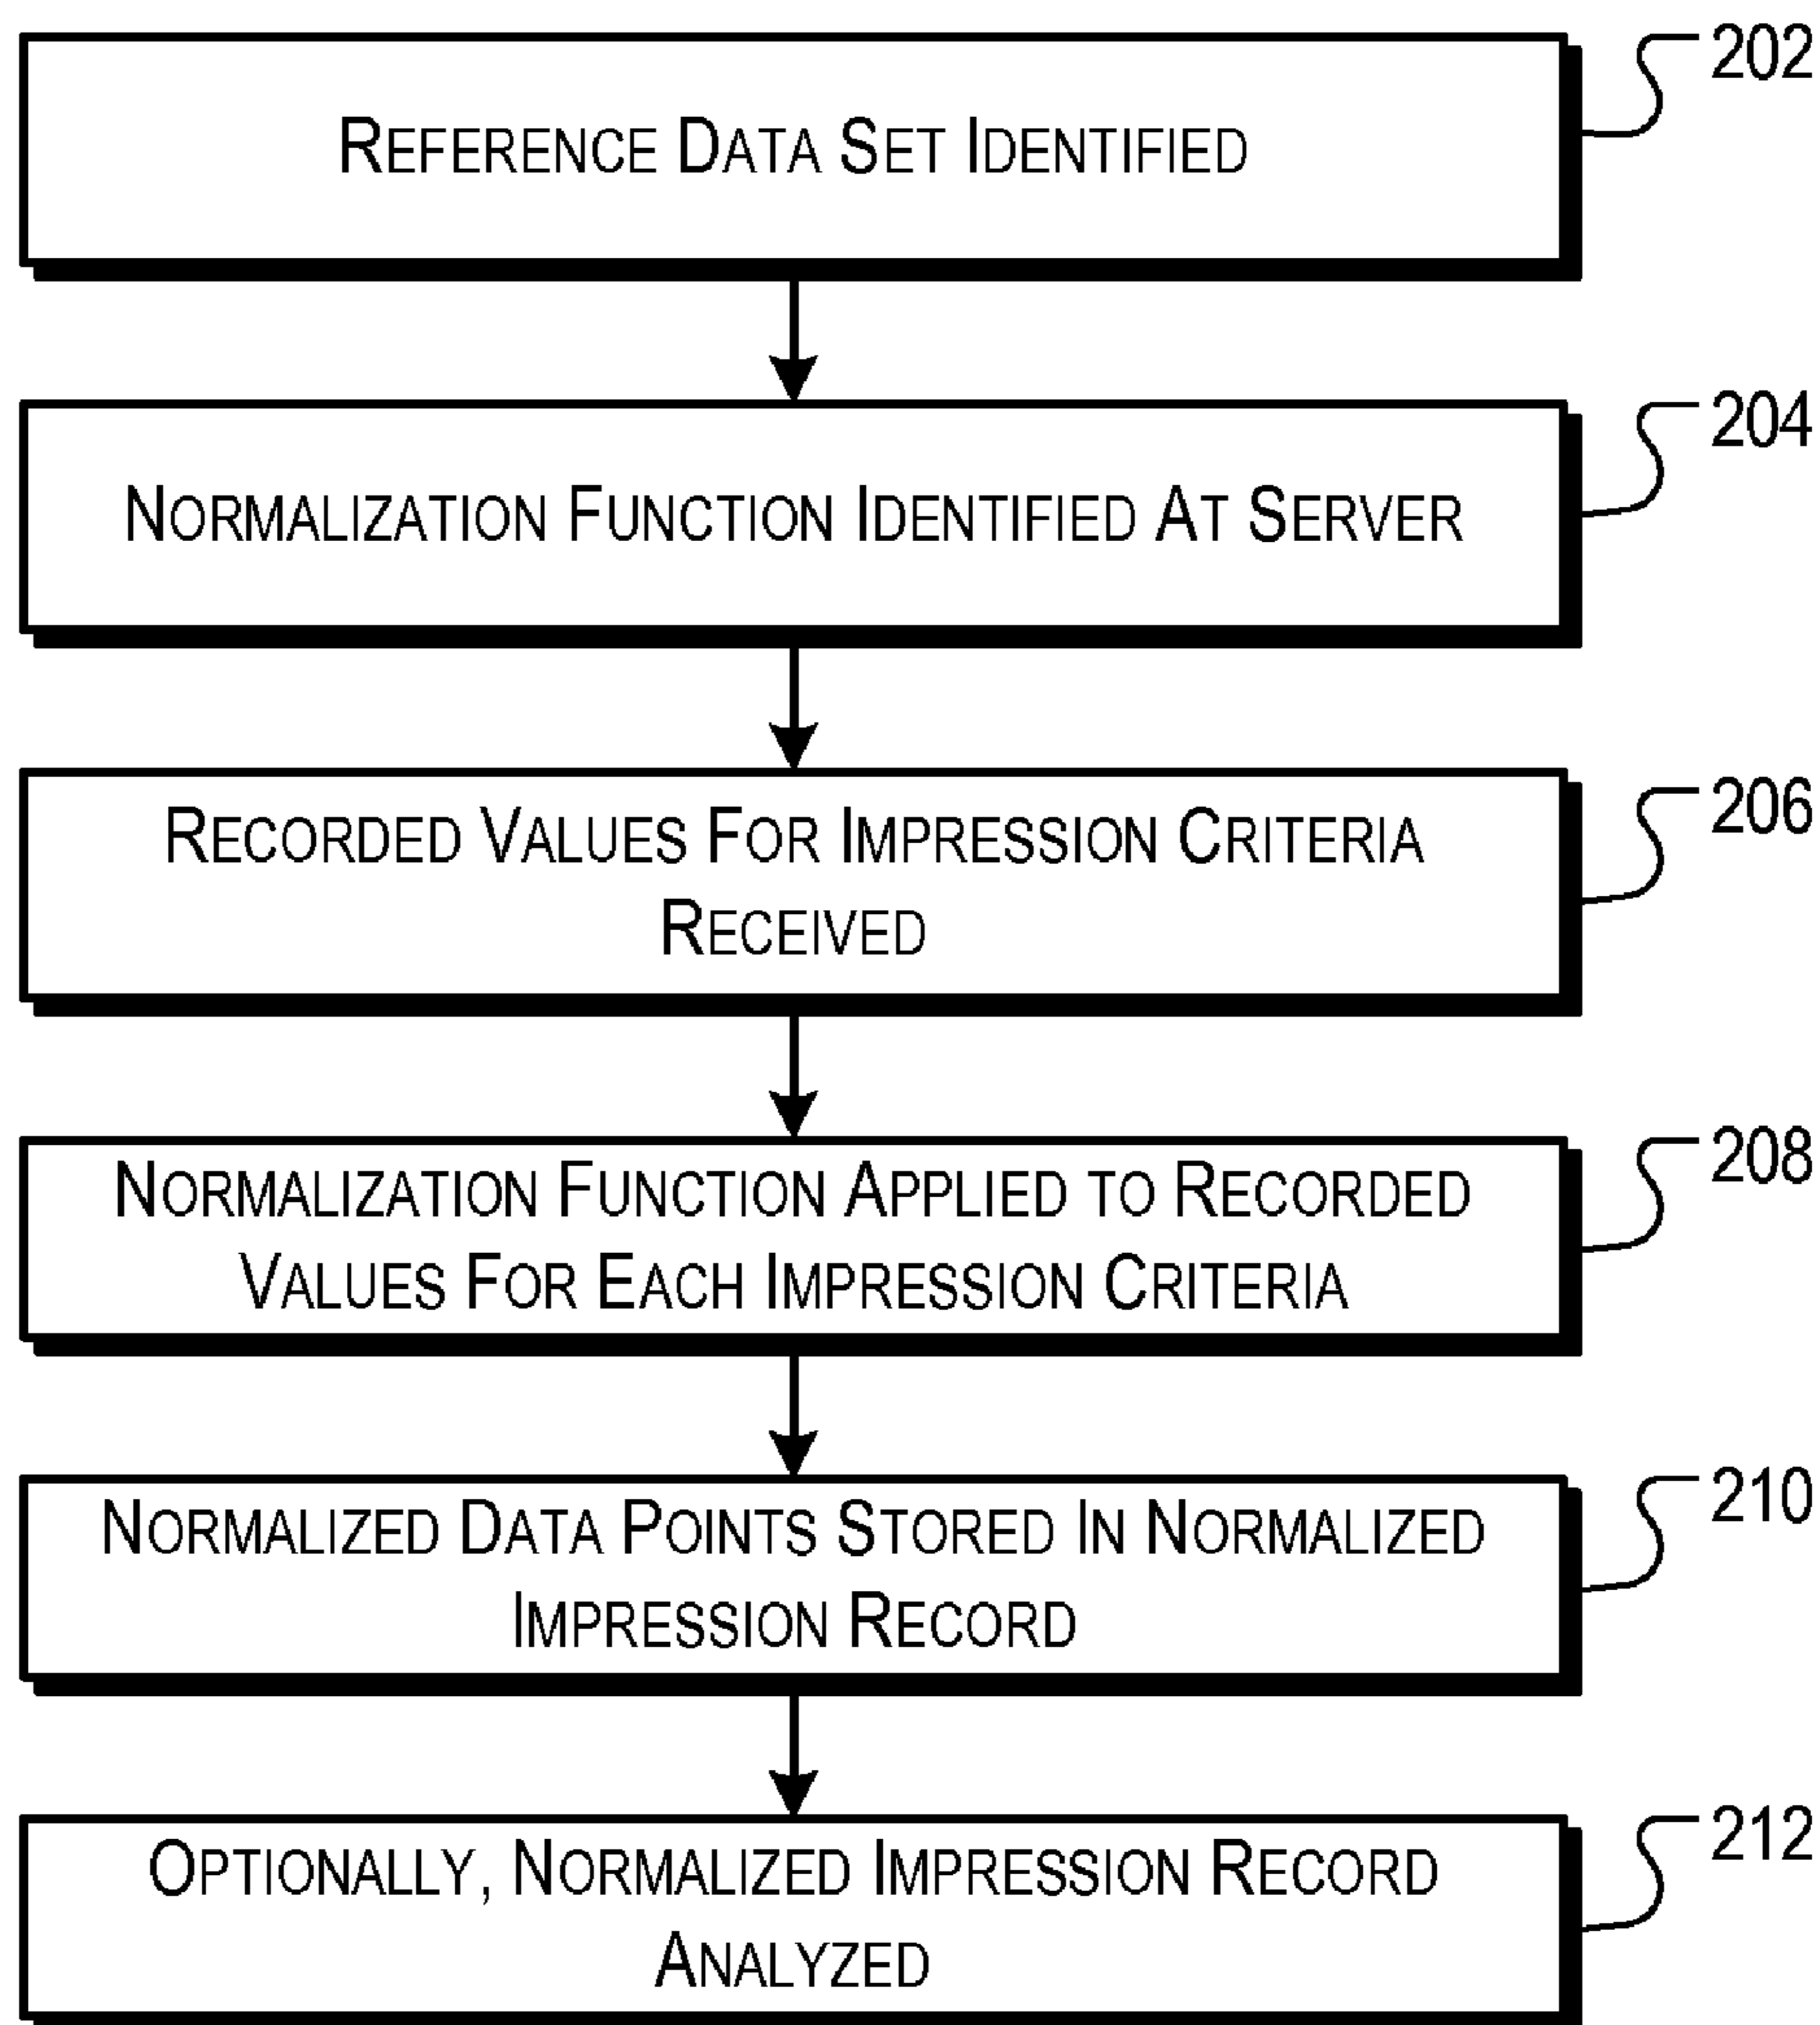 REFERENCE DATA SET IDENTIFIED
202
NORMALIZATION FUNCTION IDENTIFIED AT SERVER
204
RECORDED VALUES FOR IMPRESSION CRITERIA
RECEIVED
206
NORMALIZATION FUNCTION APPLIED TO RECORDED
VALUES FOR EACH IMPRESSION CRITERIA
208
NORMALIZED DATA POINTS STORED IN NORMALIZED
IMPRESSION RECORD
210
OPTIONALLY, NORMALIZED IMPRESSION RECORD
ANALYZED
212